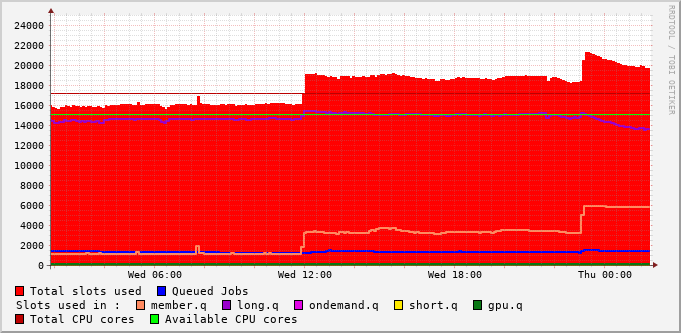 24000
22000
20000
18000
16000
14000
12000
10000
8000
6000
4000
2000
0
Wed 06:00 Wed 12:00 Wed 18:00 Thu 00:00
Total slots used Queued Jobs
Slots used in : member.q long.q ondemand.q short.q gpu.q
Total CPU cores Available CPU cores
RRDTOOL / TOBI OETIKER